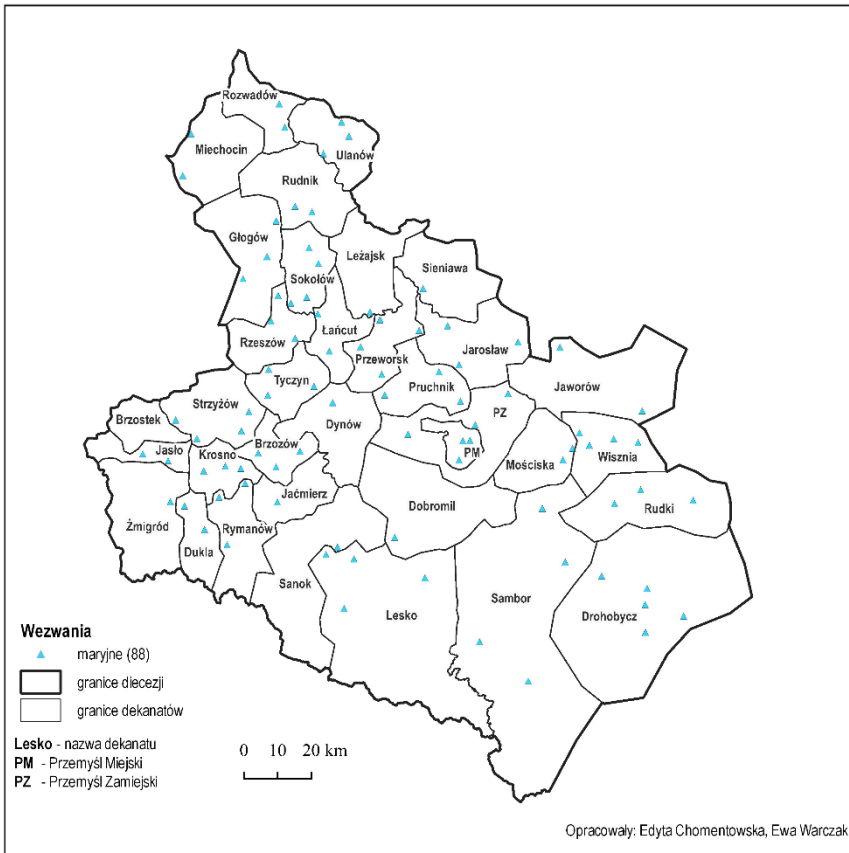 Rozwadów
Miechocin
Ulanów
Rudnik
Głogów
Leżajsk
Sieniawa
Sokołów
Rzeszów
Łańcut
Jarosław
Przeworsk
Jaworów
Tyczyn
Pruchnik
Strzyżów
PZ
Brzostek
Dynów
Brzozów
Jasło
Krosno
PM
Mościska
Wisznia
Jaćmierz
Żmigród
Dobromil
Rudki
Rymanów
Dukla
Sanok
Sambor
Lesko
Drohobycz
Wezwania
maryjne (88)
granice diecezji
granice dekanatów
Lesko - nazwa dekanatu
PM - Przemyśl Miejski
PZ - Przemyśl Zamiejski
0 10 20 km
Opracowały: Edyta Chomentowska, Ewa Warczak